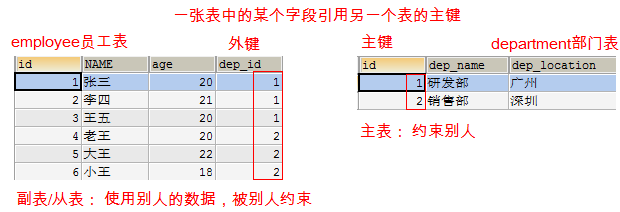 一张表中的某个字段引用另一个表的主键
employee员工表 外键 主键 department部门表
id NAME age dep_id
1 张三 20 1
2 李四 21 1
3 王五 20 1
4 老王 20 2
5 大王 22 2
6 小王 18 2
id dep_name dep_location
1 研发部 广州
2 销售部 深圳
主表： 约束别人
副表/从表： 使用别人的数据，被别人约束